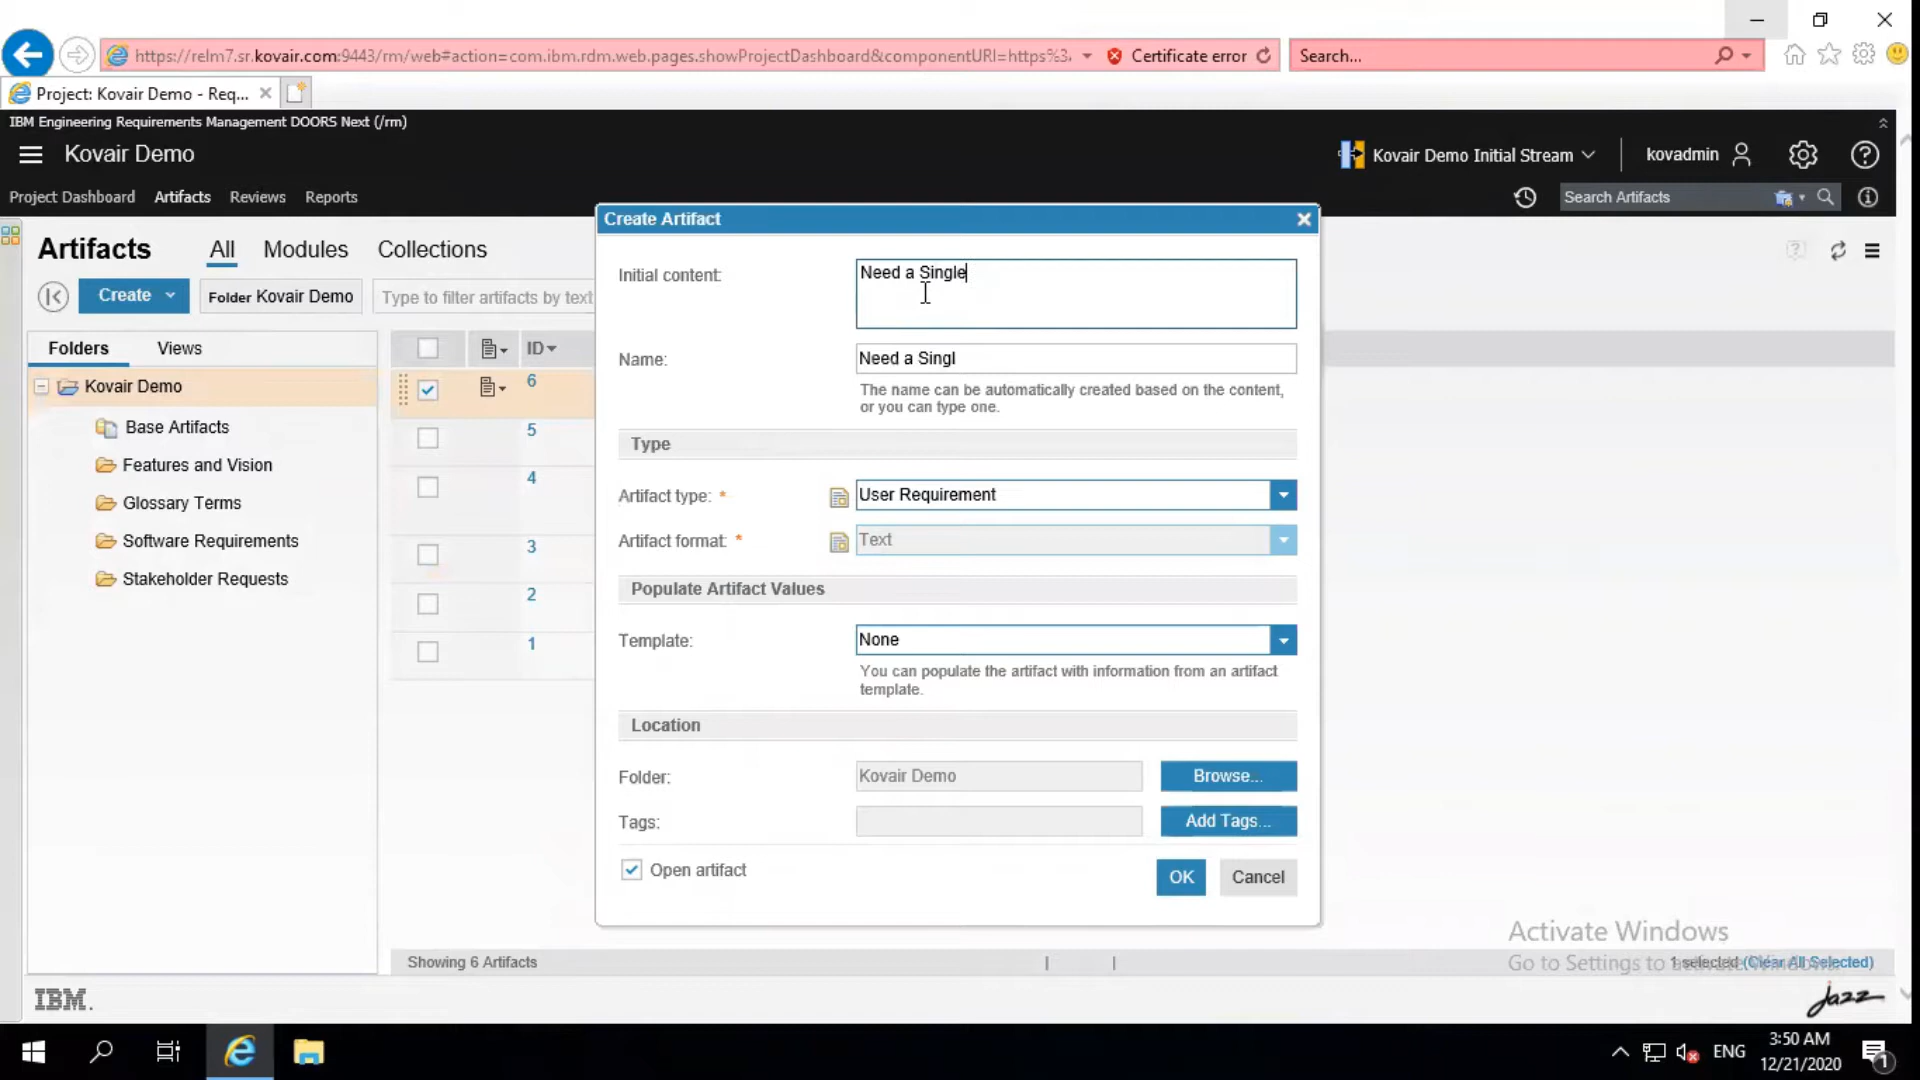 https://relm7.sr.kovair.com:9443/rm/web#action=com.ibm.rdm.web.pages.showProjectDashboard&componentURI=https%3A
Certificate error
Search...
Project: Kovair Demo - Req...
IBM Engineering Requirements Management DOORS Next (/rm)
Kovair Demo
Kovair Demo Initial Stream
kovadmin
Project Dashboard
Artifacts
Reviews
Reports
Search Artifacts
Artifacts
All
Modules
Collections
Create
Folder Kovair Demo
Type to filter artifacts by text
Folders
Views
ID
Kovair Demo
Base Artifacts
Features and Vision
Glossary Terms
Software Requirements
Stakeholder Requests
6
5
4
3
2
1
Create Artifact
Initial content:
Need a Single
Name:
Need a Singl
The name can be automatically created based on the content,
or you can type one.
Type
Artifact type: *
User Requirement
Artifact format: *
Text
Populate Artifact Values
Template:
None
You can populate the artifact with information from an artifact
template.
Location
Folder:
Kovair Demo
Browse...
Tags:
Add Tags...
Open artifact
OK
Cancel
Showing 6 Artifacts
Activate Windows
Go to Settings to activate Windows.
1 selected (Clear All Selected)
IBM.
Jazz
ENG
3:50 AM
12/21/2020
1